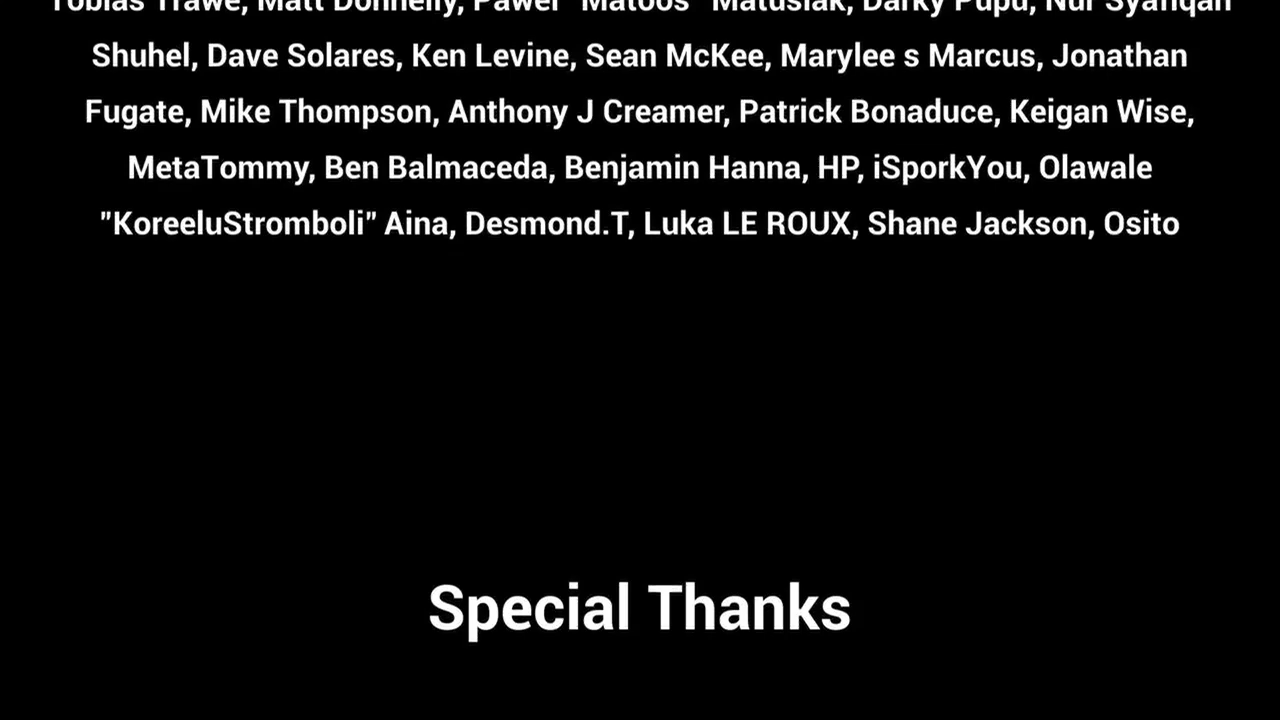 Tobias Trawe, Matt Donnelly, Paweł "Matoos" Matusiak, Darky Pupu, Nur Syafiqah
Shuhel, Dave Solares, Ken Levine, Sean McKee, Marylee s Marcus, Jonathan
Fugate, Mike Thompson, Anthony J Creamer, Patrick Bonaduce, Keigan Wise,
MetaTommy, Ben Balmaceda, Benjamin Hanna, HP, iSporkYou, Olawale
"KoreeluStromboli" Aina, Desmond.T, Luka LE ROUX, Shane Jackson, Osito
Special Thanks